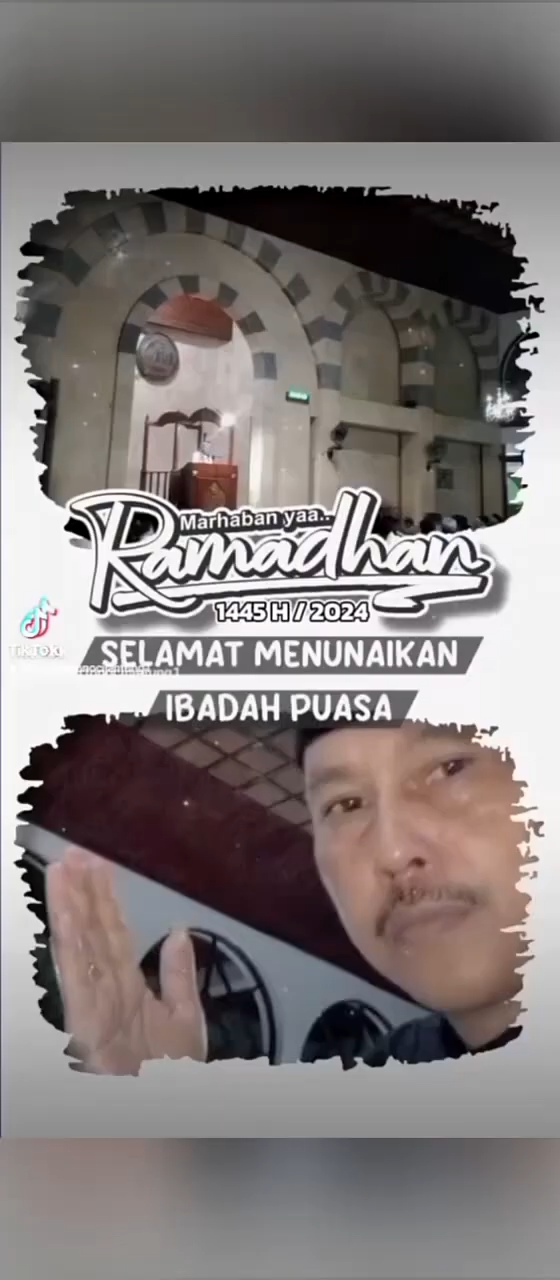 Marhaban yaa..
Ramadhan
1445 H / 2024
SELAMAT MENUNAIKAN
IBADAH PUASA
TikTok